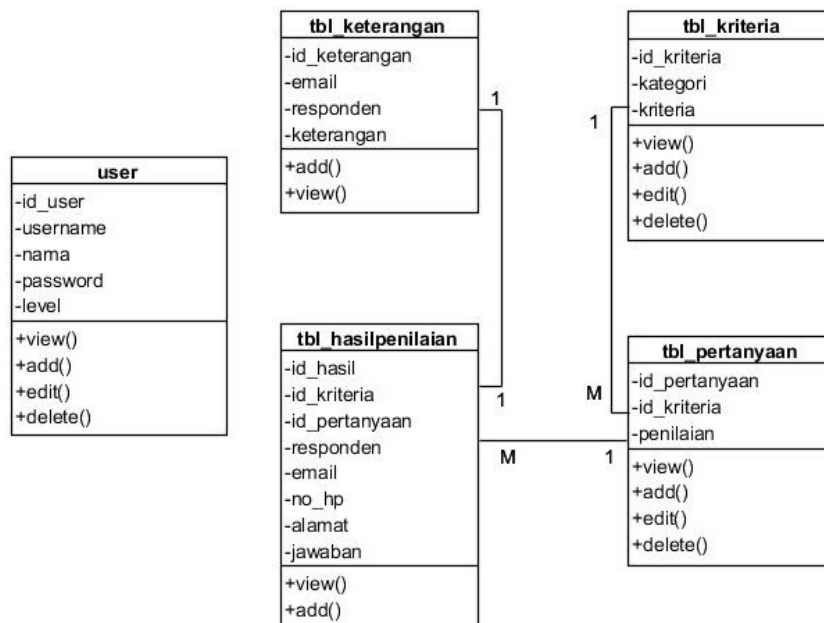 tbl_keterangan
-id_keterangan
-email
-responden
-keterangan
+add()
+view()
1
tbl_kriteria
-id_kriteria
-kategori
-kriteria
+view()
+add()
+edit()
+delete()
1
user
-id_user
-username
-nama
-password
-level
+view()
+add()
+edit()
+delete()
tbl_hasilpenilaian
-id_hasil
-id_kriteria
-id_pertanyaan
-responden
-email
-no_hp
-alamat
-jawaban
+view()
+add()
1
M
1
M
tbl_pertanyaan
-id_pertanyaan
-id_kriteria
-penilaian
+view()
+add()
+edit()
+delete()